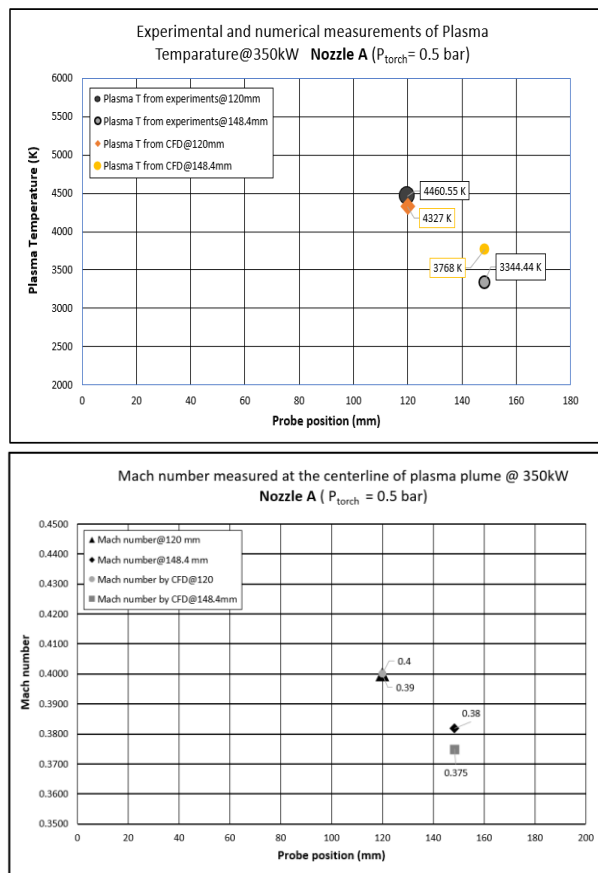 Experimental and numerical measurements of Plasma
Temparature@350kW Nozzle A (Ptorch= 0.5 bar)
6000
5500
5000
4500
4000
3500
3000
2500
2000
Plasma Temperature (K)
Plasma T from experiments@120mm
Plasma T from experiments@148.4mm
Plasma T from CFD@120mm
Plasma T from CFD@148.4mm
4460.55 K
4327 K
3768 K
3344.44 K
0 20 40 60 80 100 120 140 160 180
Probe position (mm)
Mach number measured at the centerline of plasma plume @ 350kW
Nozzle A ( Ptorch = 0.5 bar)
0.4500
0.4400
0.4300
0.4200
0.4100
0.4000
0.3900
0.3800
0.3700
0.3600
0.3500
Mach number
Mach number@120 mm
Mach number@148.4 mm
Mach number by CFD@120
Mach number by CFD@148.4mm
0.4
0.39
0.38
0.375
0 20 40 60 80 100 120 140 160 180 200
Probe position (mm)